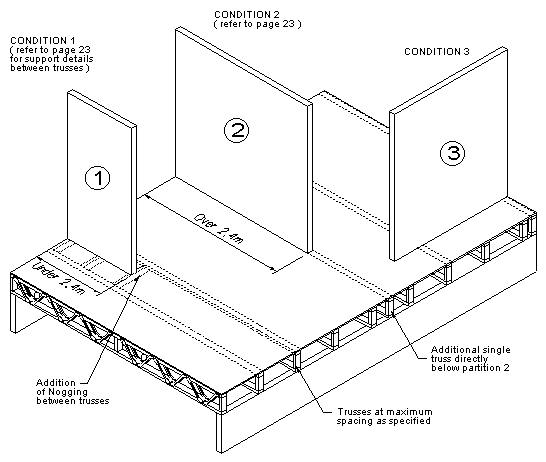 CONDITION 2
( refer to page 23 )
CONDITION 1
( refer to page 23
for support details
between trusses )
CONDITION 3
2
3
1
Over 2.4m
Under 2.4m
Additional single
truss directly
below partition 2
Addition
of Nogging
between trusses
Trusses at maximum
spacing as specified